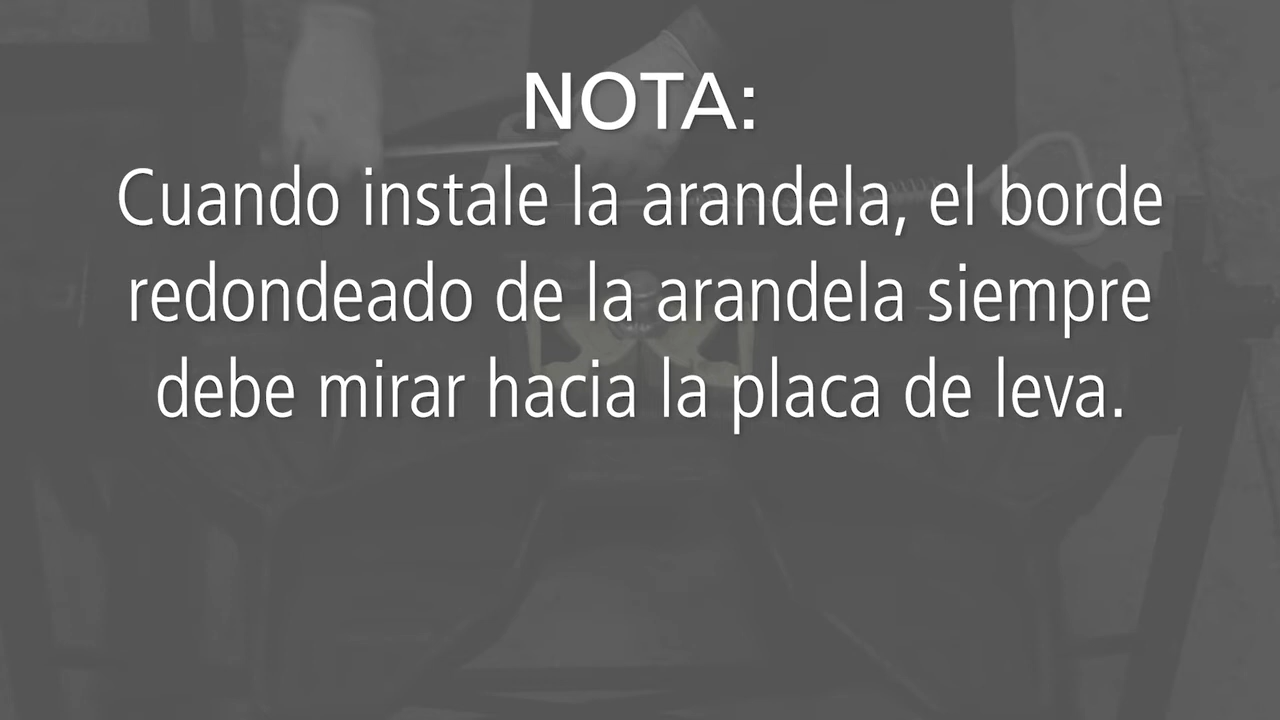 NOTA:
Cuando instale la arandela, el borde
redondeado de la arandela siempre
debe mirar hacia la placa de leva.